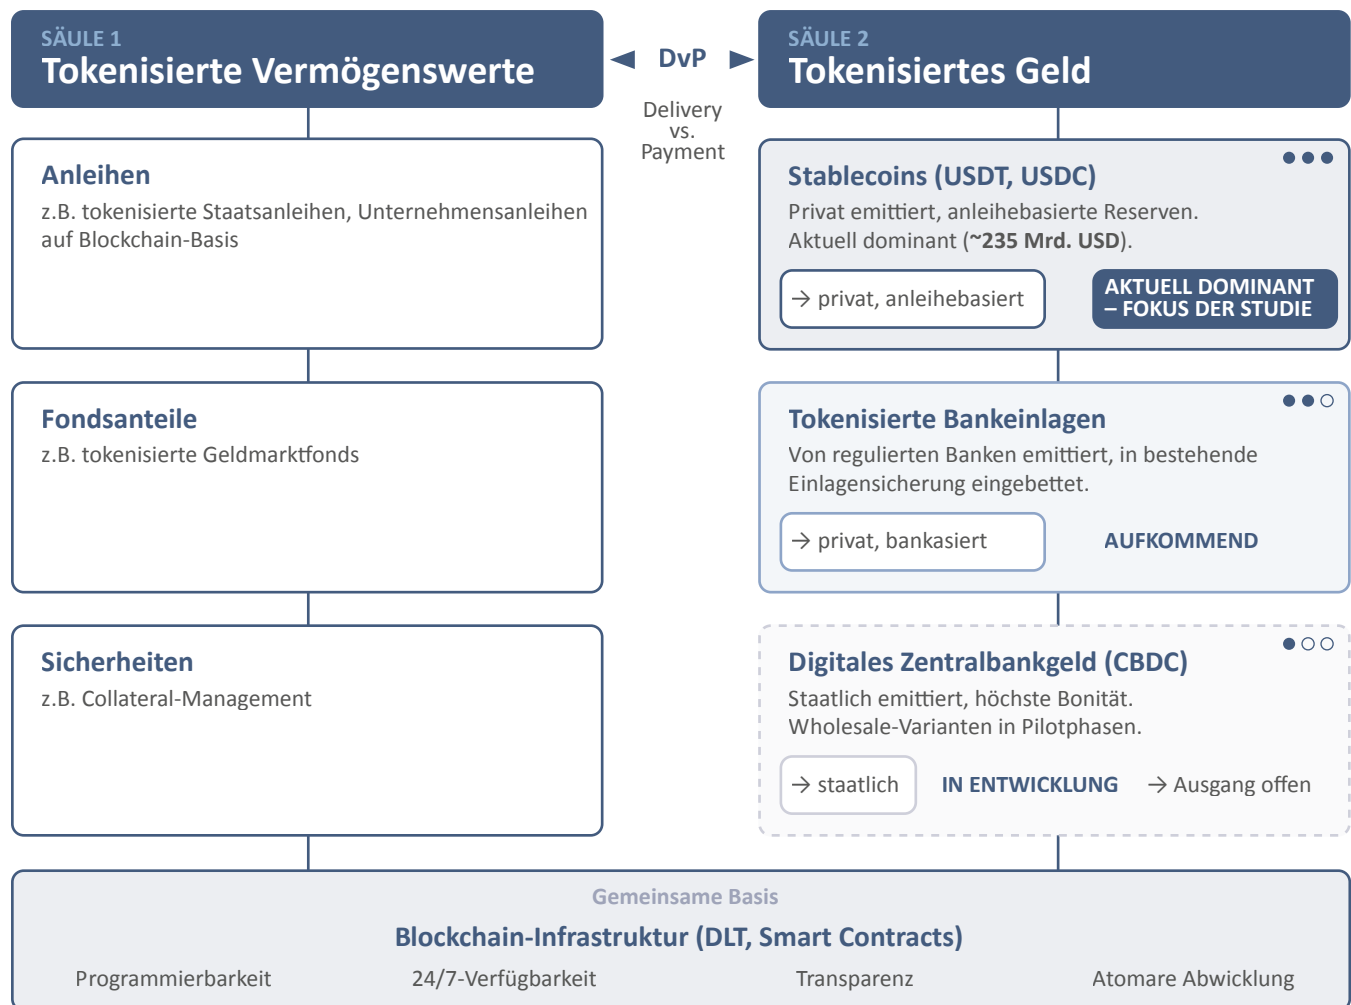 SÄULE 1
Tokenisierte Vermögenswerte
◄ DvP ►
Delivery
vs.
Payment
SÄULE 2
Tokenisiertes Geld
Anleihen
z.B. tokenisierte Staatsanleihen, Unternehmensanleihen
auf Blockchain-Basis
Fondsanteile
z.B. tokenisierte Geldmarktfonds
Sicherheiten
z.B. Collateral-Management
Stablecoins (USDT, USDC)
Privat emittiert, anleihebasierte Reserven.
Aktuell dominant (~235 Mrd. USD).
→ privat, anleihebasiert
AKTUELL DOMINANT
– FOKUS DER STUDIE
Tokenisierte Bankeinlagen
Von regulierten Banken emittiert, in bestehende
Einlagensicherung eingebettet.
→ privat, bankasiert
AUFKOMMEND
Digitales Zentralbankgeld (CBDC)
Staatlich emittiert, höchste Bonität.
Wholesale-Varianten in Pilotphasen.
→ staatlich
IN ENTWICKLUNG
→ Ausgang offen
Gemeinsame Basis
Blockchain-Infrastruktur (DLT, Smart Contracts)
Programmierbarkeit
24/7-Verfügbarkeit
Transparenz
Atomare Abwicklung